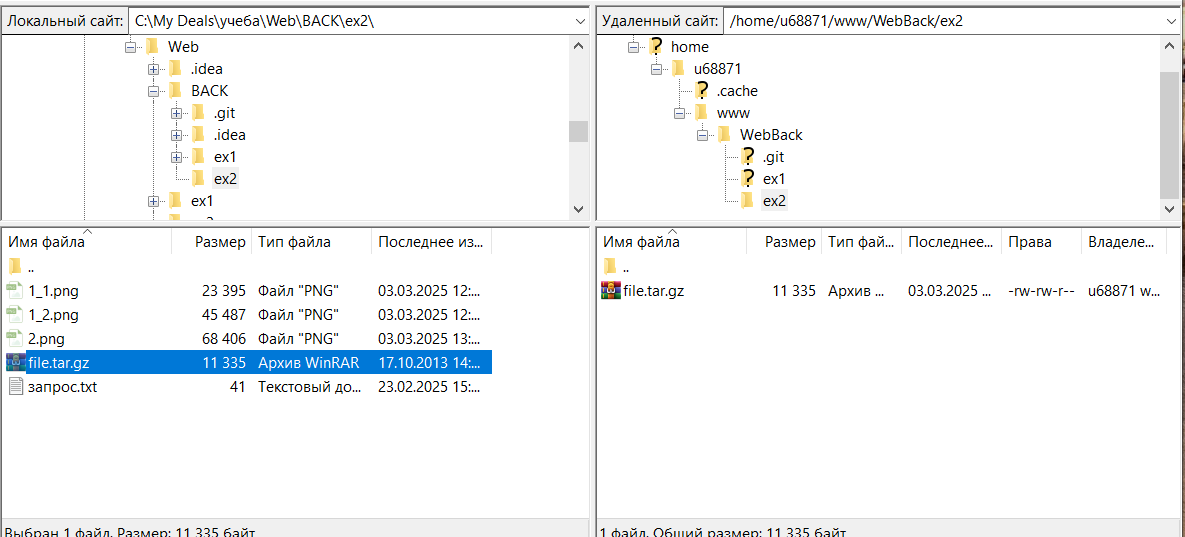 Локальный сайт: C:\My Deals\учеба\Web\BACK\ex2\
Web
.idea
BACK
.git
.idea
ex1
ex2
ex1
Имя файла Размер Тип файла Последнее из...
..
1_1.png 23 395 Файл "PNG" 03.03.2025 12:...
1_2.png 45 487 Файл "PNG" 03.03.2025 12:...
2.png 68 406 Файл "PNG" 03.03.2025 13:...
file.tar.gz 11 335 Архив WinRAR 17.10.2013 14:...
запрос.txt 41 Текстовый до... 23.02.2025 15:...
Выбран 1 файл. Размер: 11 335 байт
Удаленный сайт: /home/u68871/www/WebBack/ex2
home
u68871
.cache
www
WebBack
.git
ex1
ex2
Имя файла Размер Тип фай... Последнее... Права Владеле...
..
file.tar.gz 11 335 Архив ... 03.03.2025 ... -rw-rw-r-- u68871 w...
1 файл. Общий размер: 11 335 байт